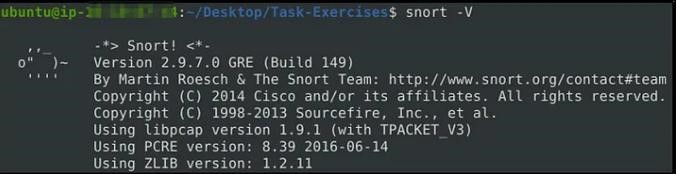 ubuntu@ip- :~/Desktop/Task-Exercises$ snort -V
,,_ -*> Snort! <*-
o" )~ Version 2.9.7.0 GRE (Build 149)
'''' By Martin Roesch & The Snort Team: http://www.snort.org/contact#team
Copyright (C) 2014 Cisco and/or its affiliates. All rights reserved.
Copyright (C) 1998-2013 Sourcefire, Inc., et al.
Using libpcap version 1.9.1 (with TPACKET_V3)
Using PCRE version: 8.39 2016-06-14
Using ZLIB version: 1.2.11